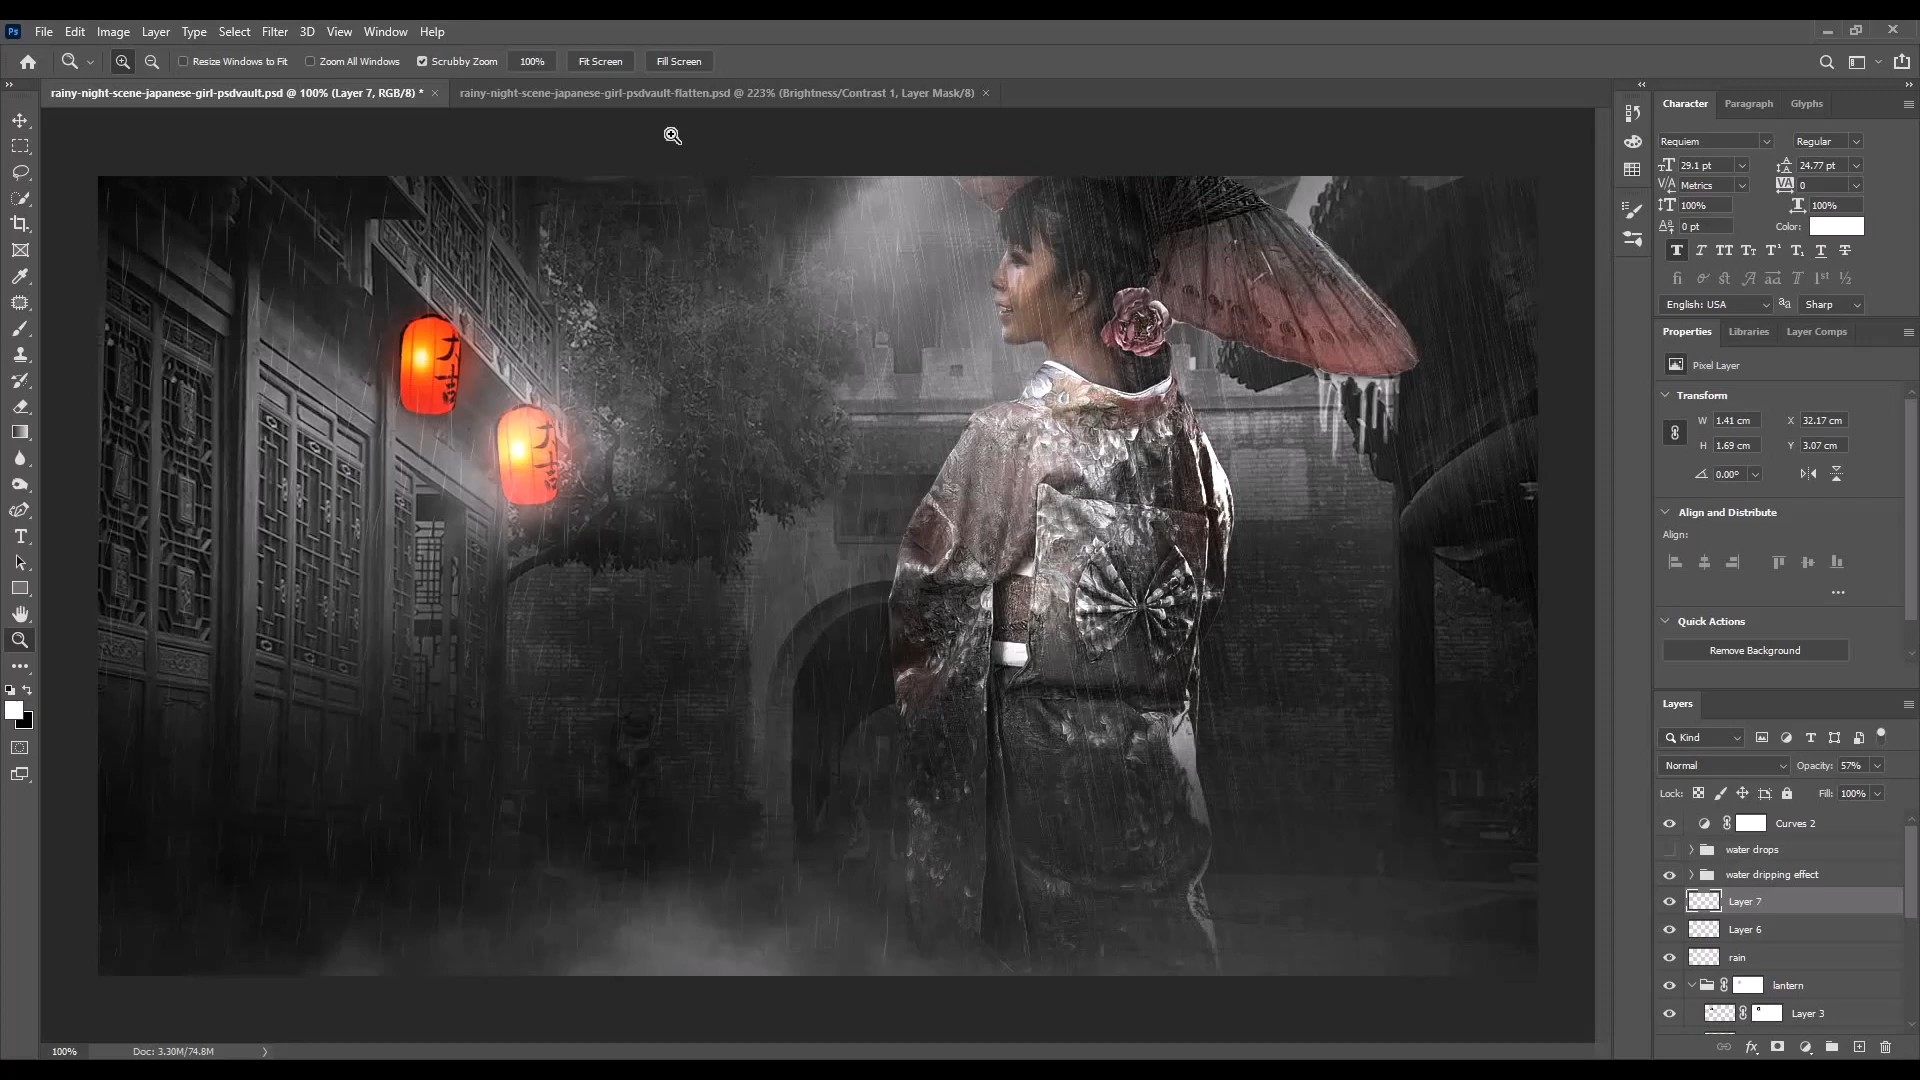 Ps File Edit Image Layer Type Select Filter 3D View Window Help
Resize Windows to Fit Zoom All Windows Scrubby Zoom 100% Fit Screen Fill Screen
rainy-night-scene-japanese-girl-psdvault.psd @ 100% (Layer 7, RGB/8) * × rainy-night-scene-japanese-girl-psdvault-flatten.psd @ 223% (Brightness/Contrast 1, Layer Mask/8) ×
Character Paragraph Glyphs
Requiem Regular
29.1 pt 24.77 pt
Metrics 0
100% 100%
0 pt Color:
English: USA Sharp
Properties Libraries Layer Comps
Pixel Layer
Transform
W 1.41 cm X 32.17 cm
H 1.69 cm Y 3.07 cm
0.00°
Align and Distribute
Align:
Quick Actions
Remove Background
Layers
Kind
Normal Opacity: 57%
Lock: Fill: 100%
Curves 2
water drops
water dripping effect
Layer 7
Layer 6
rain
lantern
Layer 3
100% Doc: 3.30M/74.8M